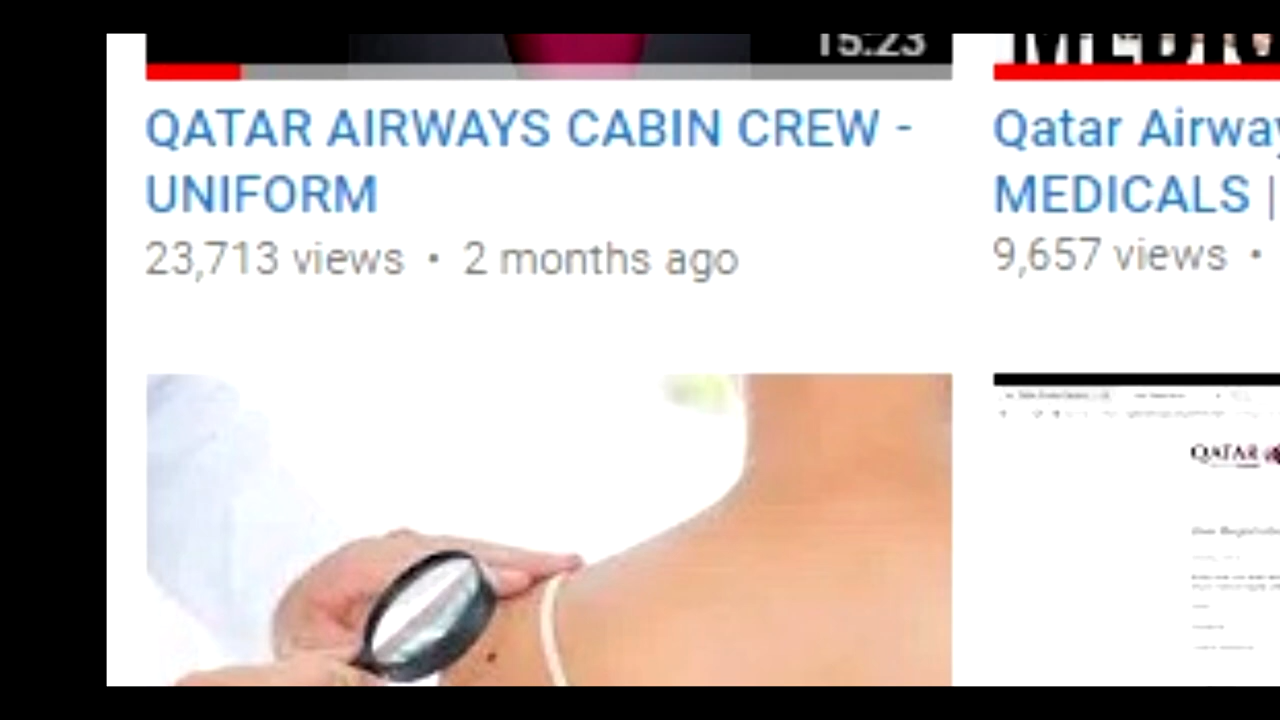 15:23
QATAR AIRWAYS CABIN CREW -
UNIFORM
23,713 views • 2 months ago
Qatar Airway
MEDICALS |
9,657 views •
QATAR